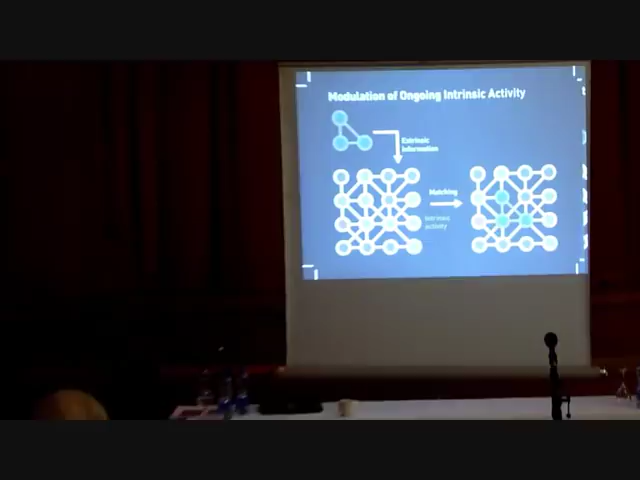 Modulation of Ongoing Intrinsic Activity
Extrinsic
Information
Matching
Intrinsic
activity